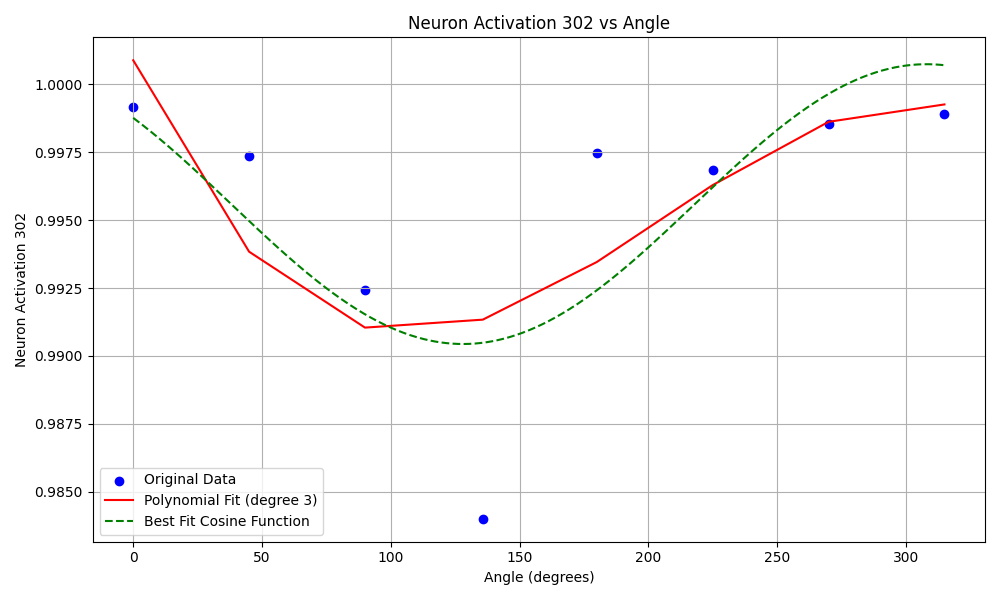 Neuron Activation 302 vs Angle
Neuron Activation 302
1.0000
0.9975
0.9950
0.9925
0.9900
0.9875
0.9850
Original Data
Polynomial Fit (degree 3)
Best Fit Cosine Function
0 50 100 150 200 250 300
Angle (degrees)